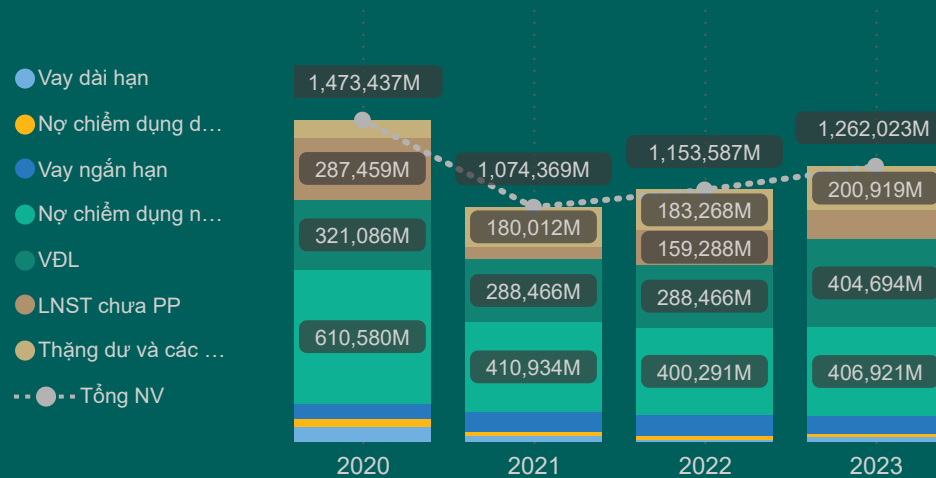 Vay dài hạn
Nợ chiếm dụng d…
Vay ngắn hạn
Nợ chiếm dụng n…
VĐL
LNST chưa PP
Thặng dư và các …
Tổng NV
1,473,437M
287,459M
321,086M
610,580M
2020
1,074,369M
180,012M
288,466M
410,934M
2021
1,153,587M
183,268M
159,288M
288,466M
400,291M
2022
1,262,023M
200,919M
404,694M
406,921M
2023